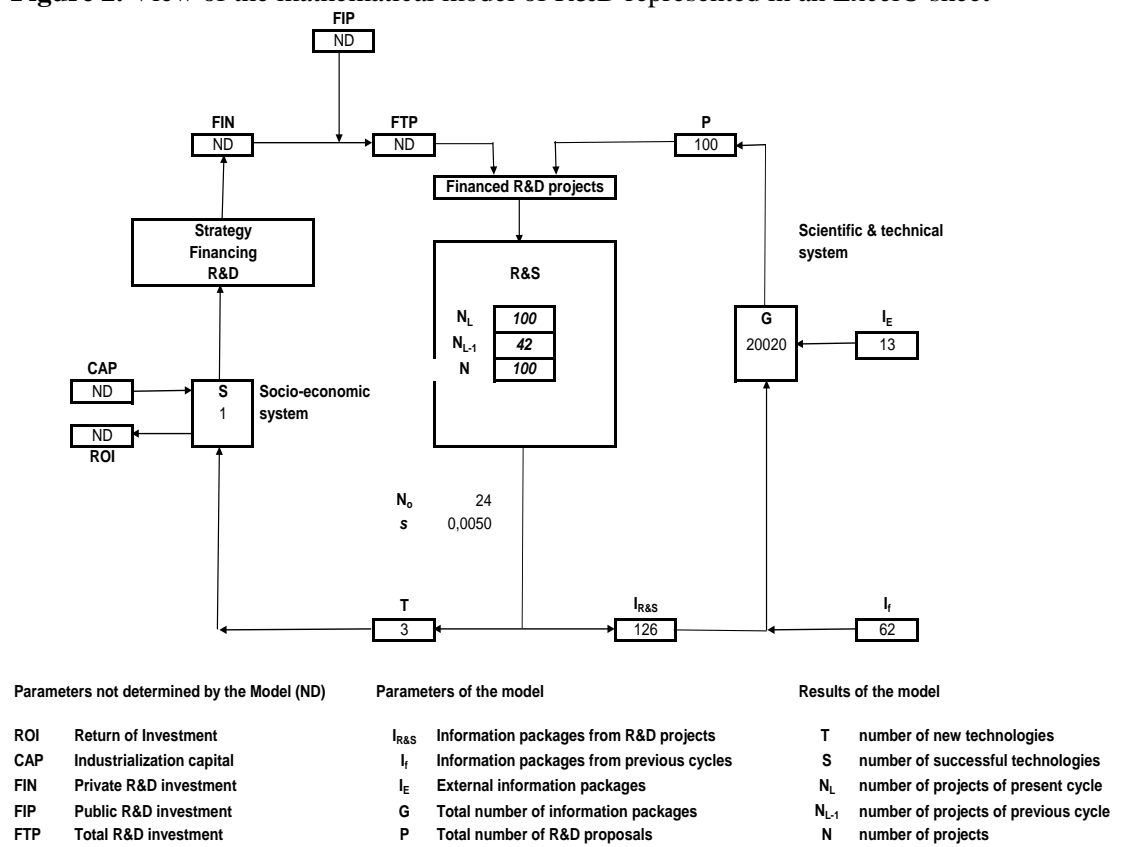 Figure 2. View of the mathematical model of R&D represented in an Excel© sheet
FIP
ND
FIN
FTP
P
ND
ND
100
Financed R&D projects
Strategy
Financing
R&D
Scientific & technical
system
R&S
NL 100
NL-1 42
N 100
G
20020
IE
13
CAP
ND
S
1
Socio-economic
system
ND
ROI
No 24
s 0,0050
T
3
IR&S
126
If
62
Parameters not determined by the Model (ND)
ROI Return of Investment
CAP Industrialization capital
FIN Private R&D investment
FIP Public R&D investment
FTP Total R&D investment
Parameters of the model
IR&S Information packages from R&D projects
If Information packages from previous cycles
IE External information packages
G Total number of information packages
P Total number of R&D proposals
Results of the model
T number of new technologies
S number of successful technologies
NL number of projects of present cycle
NL-1 number of projects of previous cycle
N number of projects